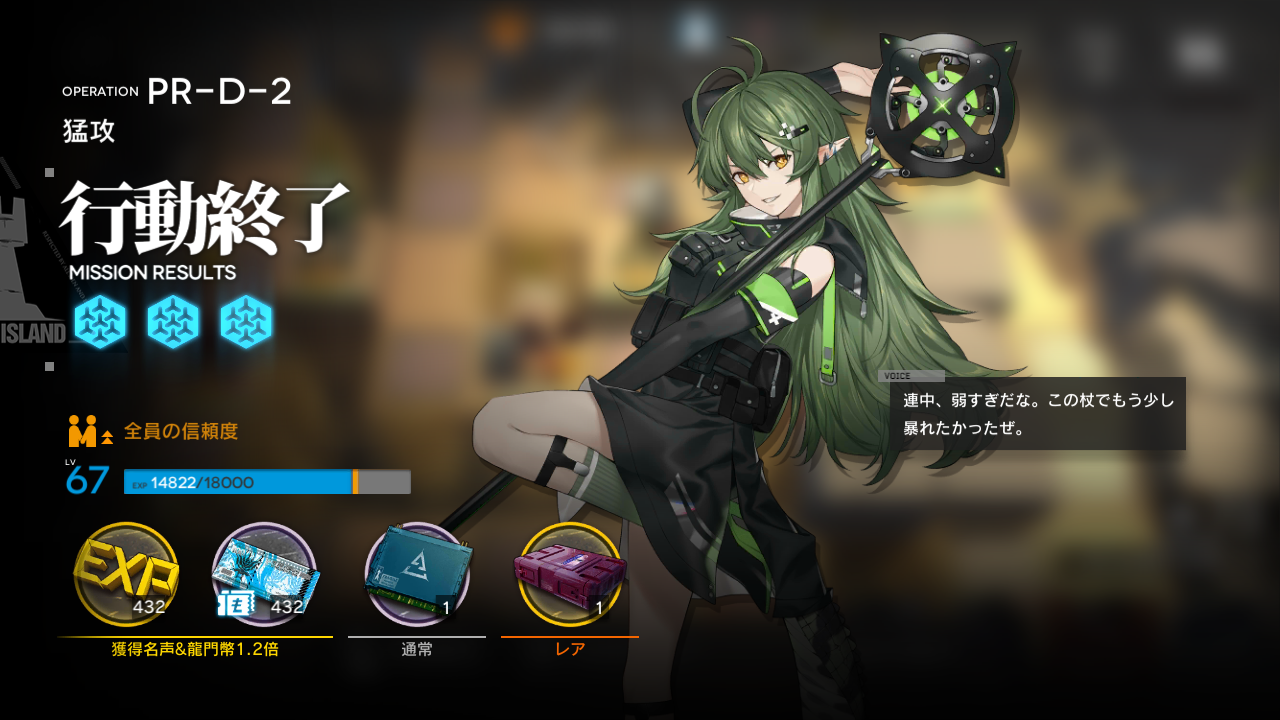 OPERATION PR-D-2
猛攻
行動終了
MISSION RESULTS
ISLAND
全員の信頼度
LV
67
EXP 14822/18000
EXP
432
432
1
1
獲得名声&龍門幣1.2倍
通常
レア
VOICE
連中、弱すぎだな。この杖でもう少し
暴れたかったぜ。